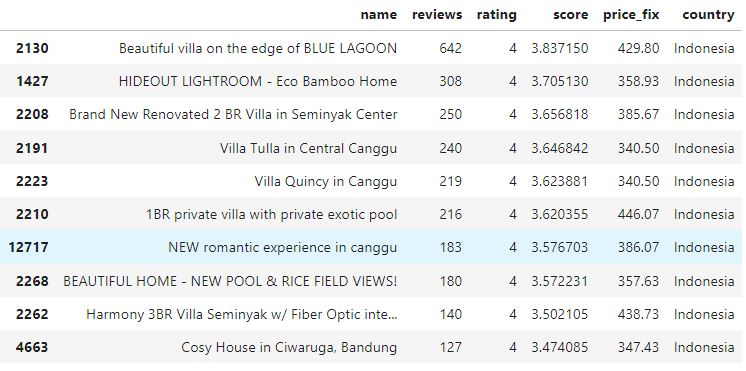 name reviews rating score price_fix country
2130 Beautiful villa on the edge of BLUE LAGOON 642 4 3.837150 429.80 Indonesia
1427 HIDEOUT LIGHTROOM - Eco Bamboo Home 308 4 3.705130 358.93 Indonesia
2208 Brand New Renovated 2 BR Villa in Seminyak Center 250 4 3.656818 385.67 Indonesia
2191 Villa Tulla in Central Canggu 240 4 3.646842 340.50 Indonesia
2223 Villa Quincy in Canggu 219 4 3.623881 340.50 Indonesia
2210 1BR private villa with private exotic pool 216 4 3.620355 446.07 Indonesia
12717 NEW romantic experience in canggu 183 4 3.576703 386.07 Indonesia
2268 BEAUTIFUL HOME - NEW POOL & RICE FIELD VIEWS! 180 4 3.572231 357.63 Indonesia
2262 Harmony 3BR Villa Seminyak w/ Fiber Optic inte... 140 4 3.502105 438.73 Indonesia
4663 Cosy House in Ciwaruga, Bandung 127 4 3.474085 347.43 Indonesia